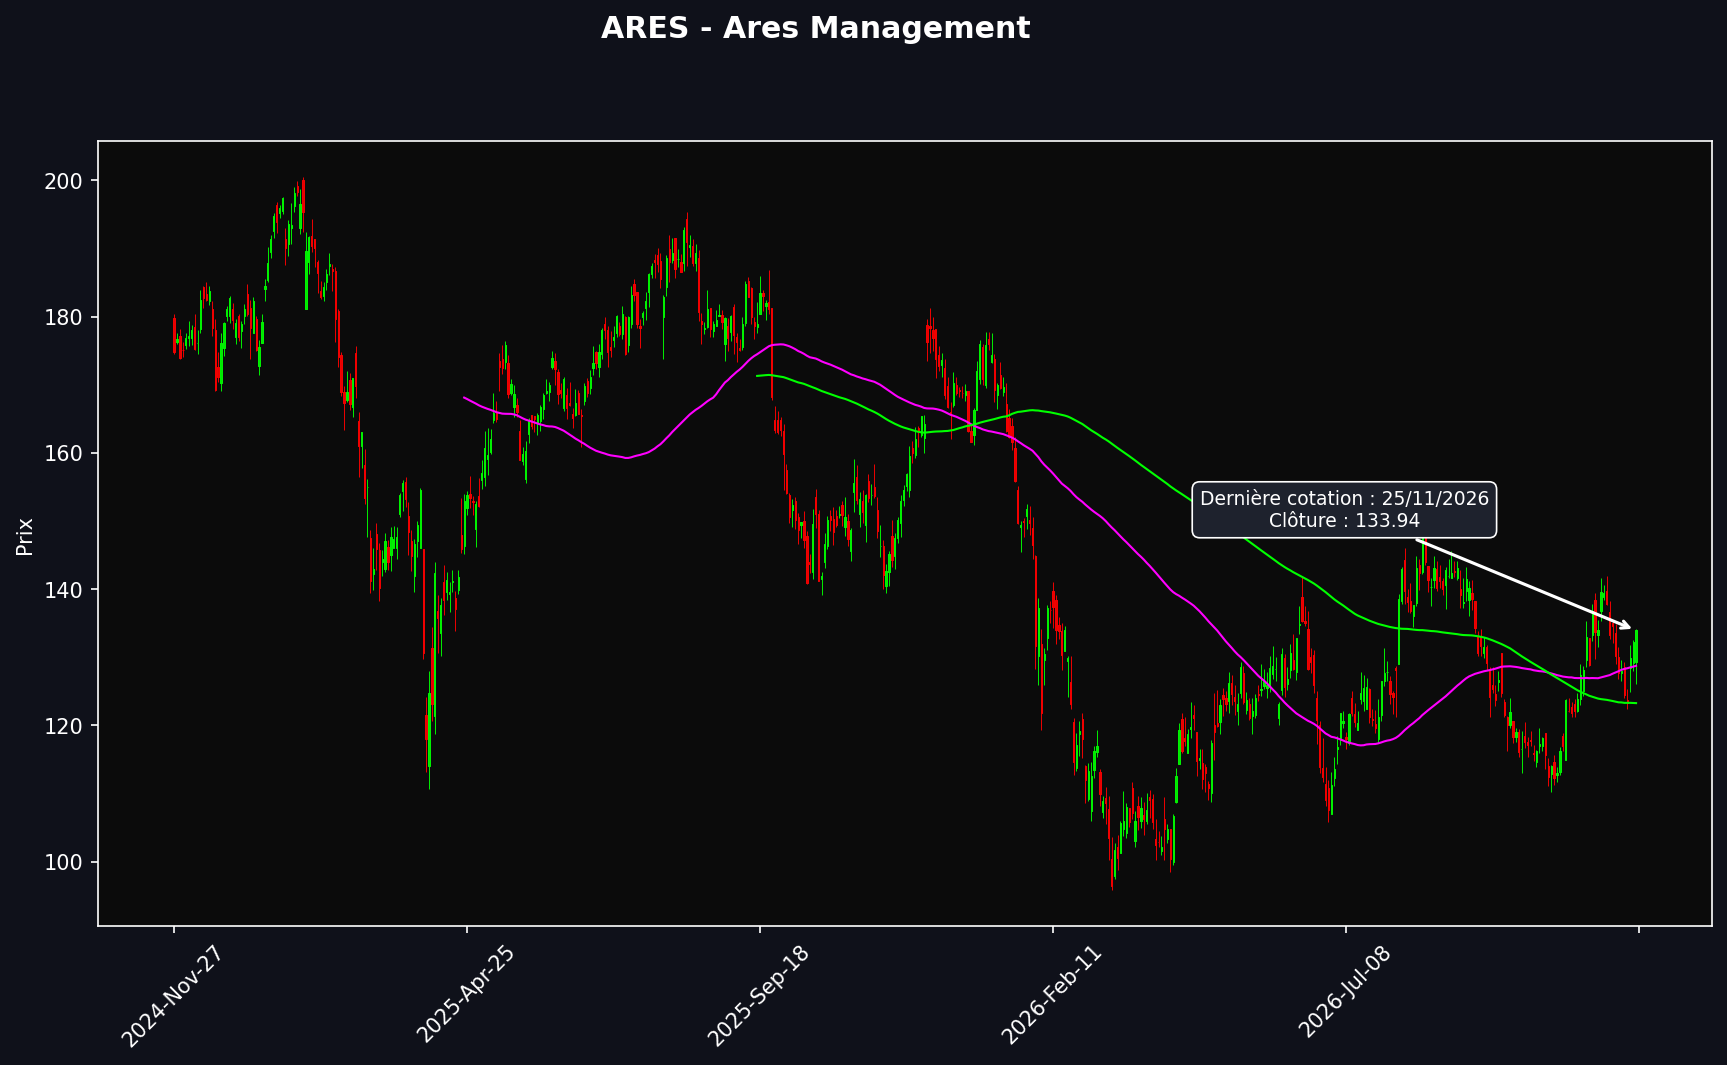 ARES - Ares Management
Prix
200
180
160
140
120
100
Dernière cotation : 25/11/2026
Clôture : 133.94
2024-Nov-27
2025-Apr-25
2025-Sep-18
2026-Feb-11
2026-Jul-08